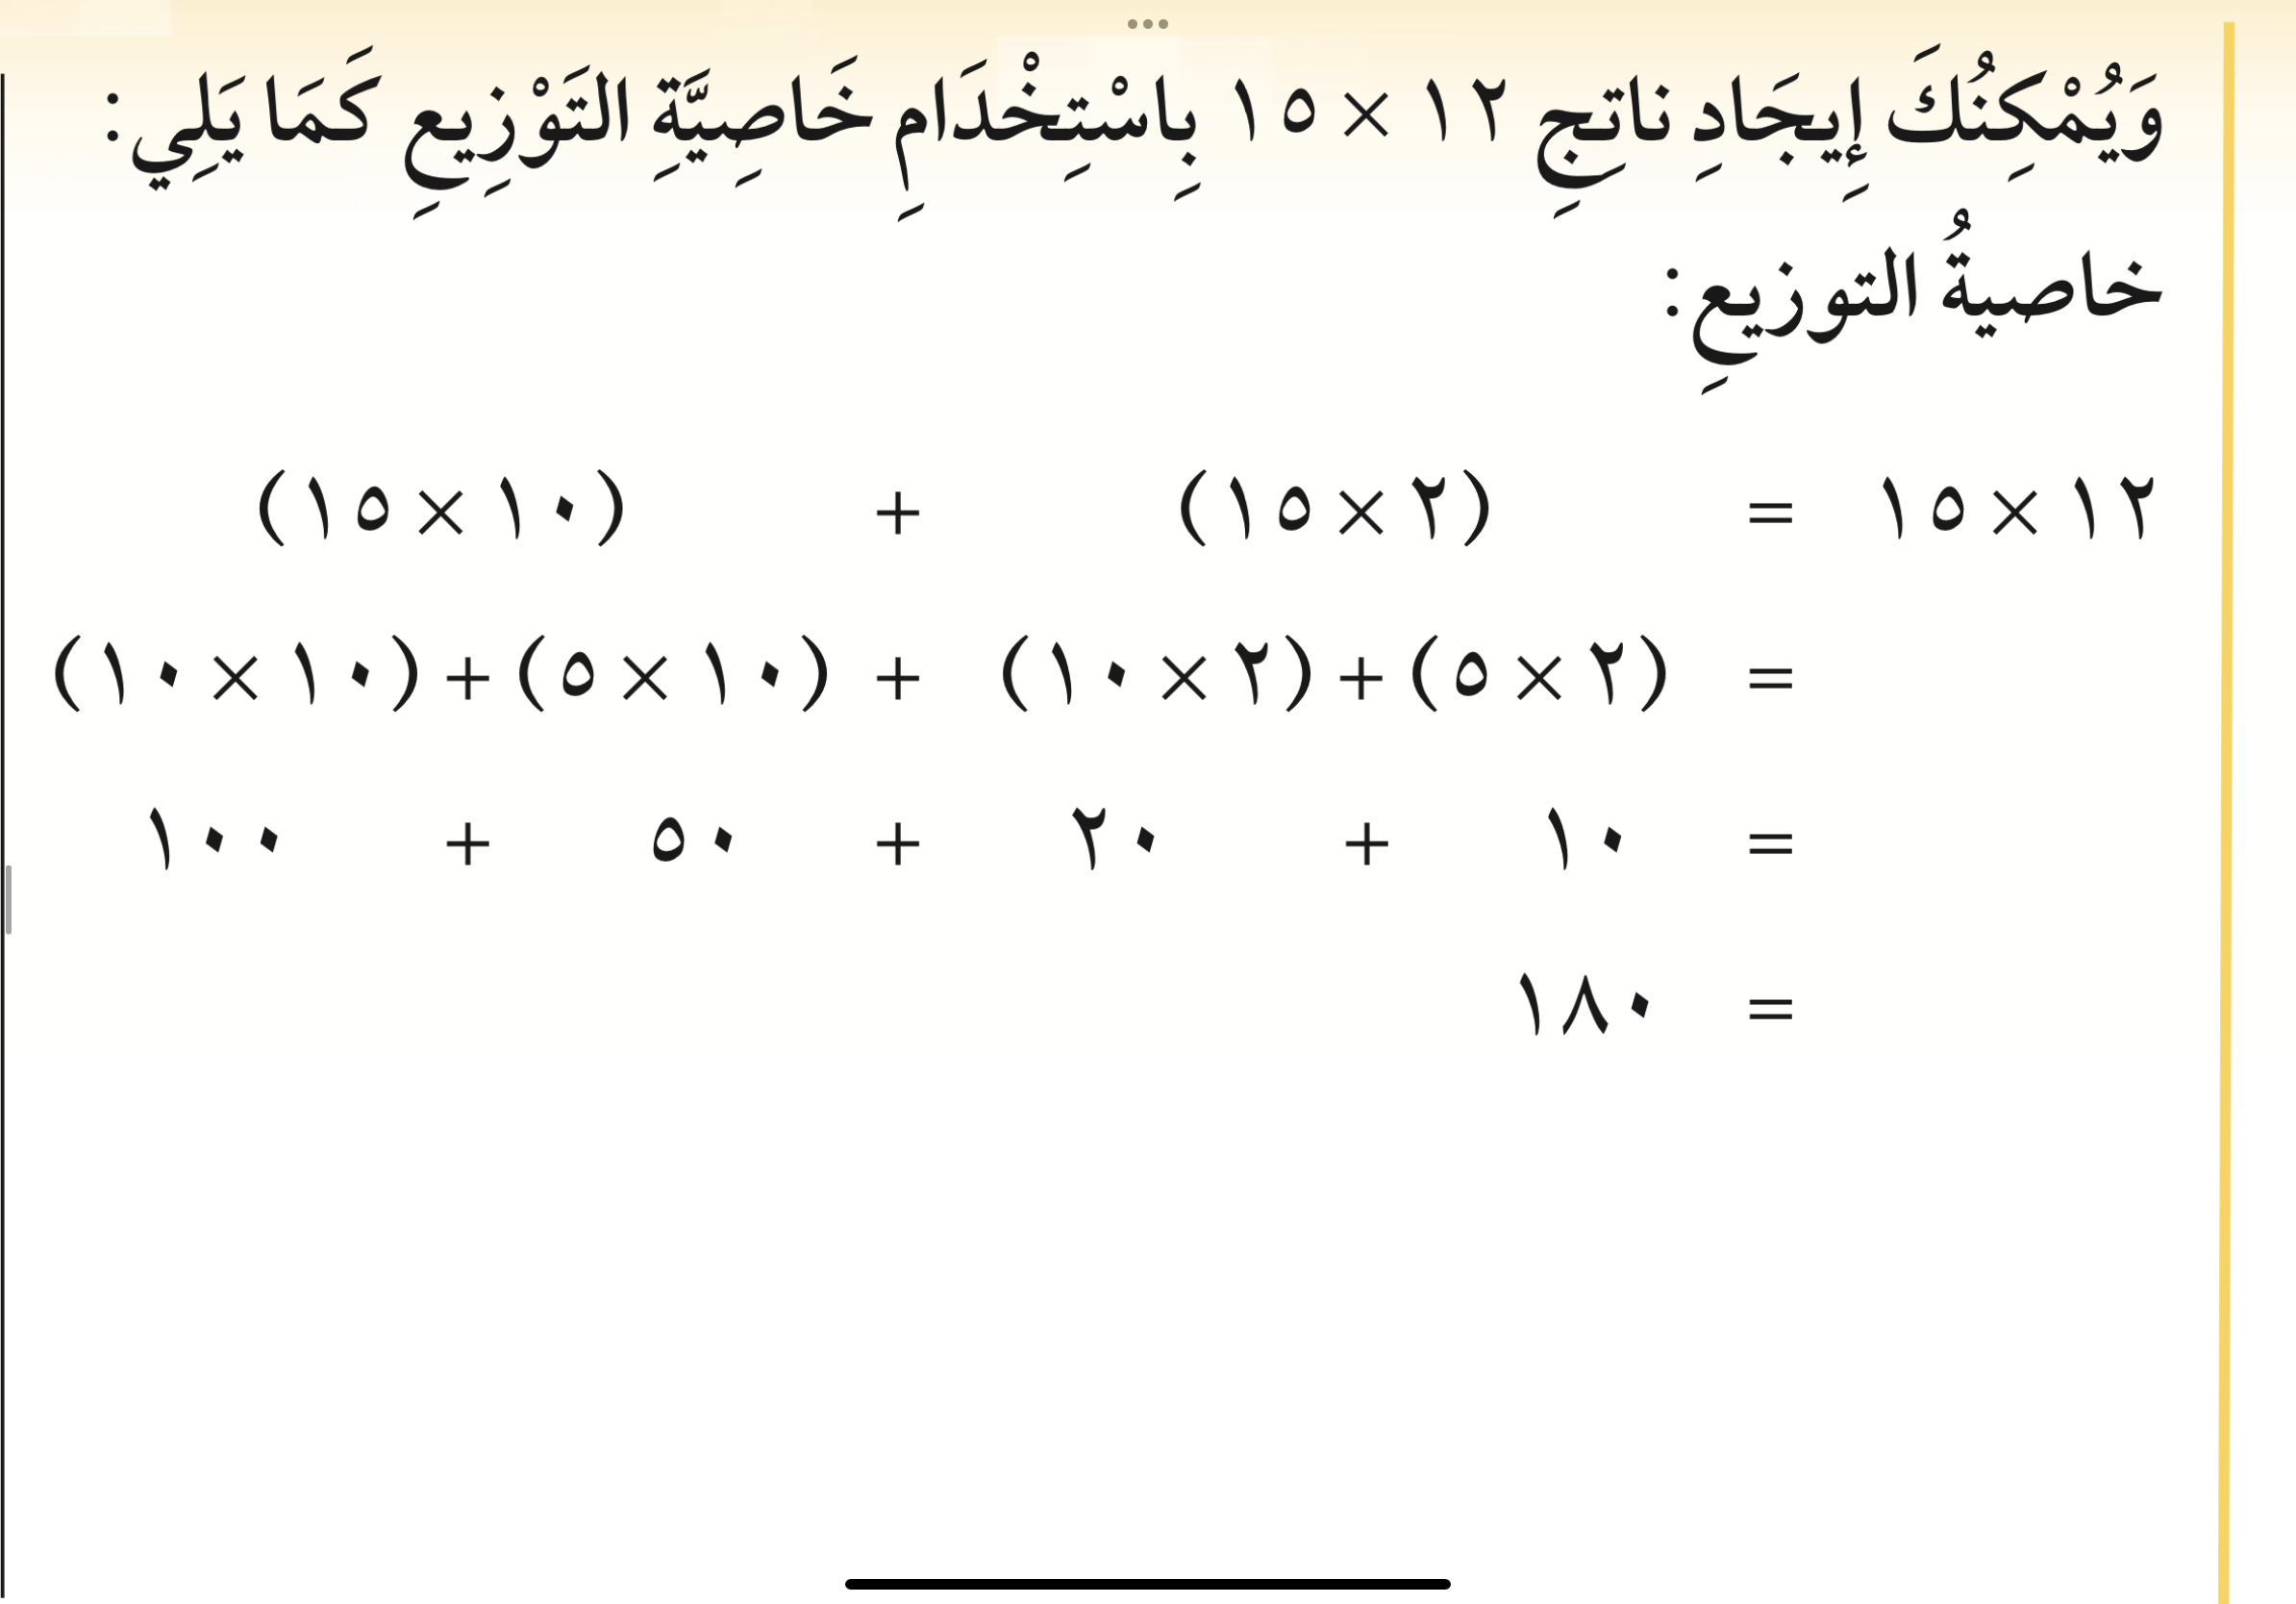 وَيُمْكِنُكَ إِيجَادِ ناتِجِ ١٢ × ١٥ بِاسْتِخْدَامِ خَاصِيَّةِ التَوْزِيعِ كَمَا يَلِي :
خاصيةُ التوزيعِ :
١٢ × ١٥ = (٢ × ١٥) + (١٠ × ١٥)
= (٢ × ٥) + (٢ × ١٠) + (١٠ × ٥) + (١٠ × ١٠)
= ١٠ + ٢٠ + ٥٠ + ١٠٠
= ١٨٠